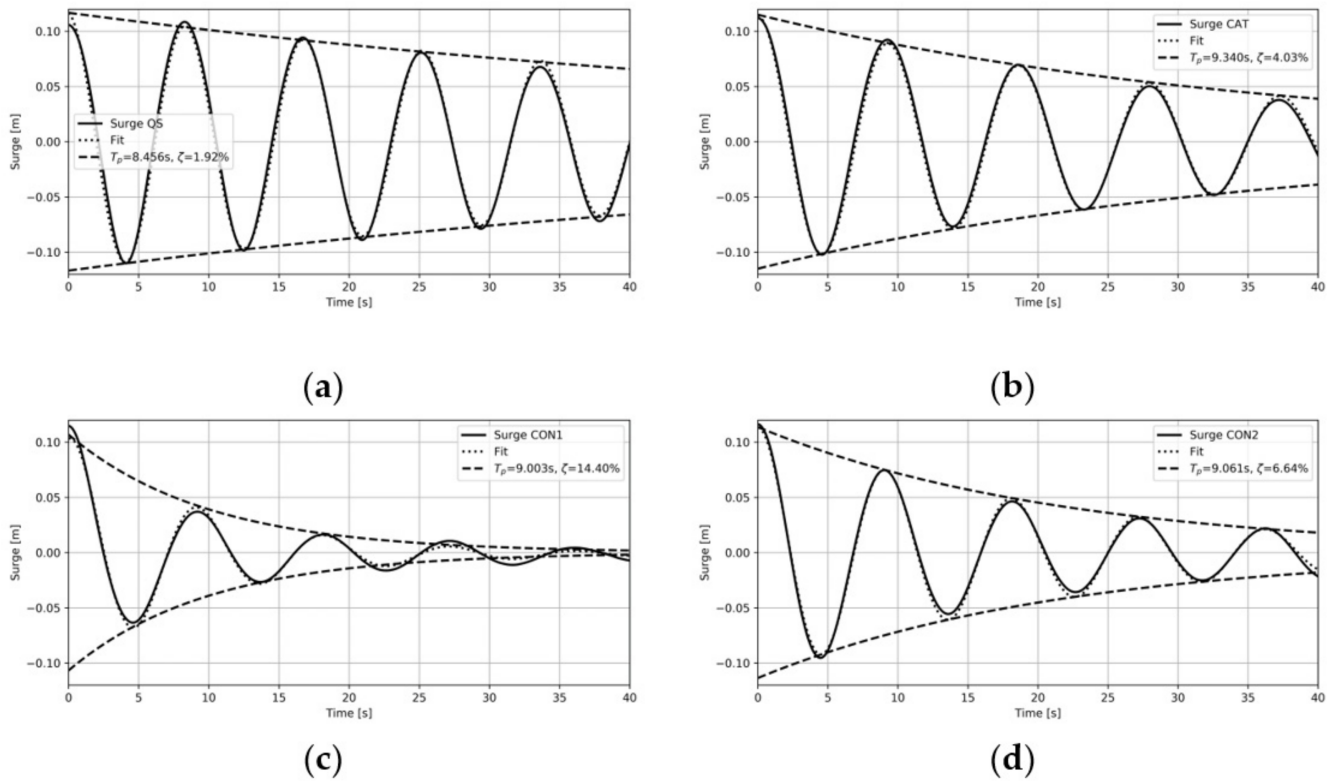 Surge [m]
0.10
0.05
0.00
−0.05
−0.10
Surge QS
Fit
Tₚ=8.456s, ζ=1.92%
0 5 10 15 20 25 30 35 40
Time [s]
(a)
Surge [m]
0.10
0.05
0.00
−0.05
−0.10
Surge CAT
Fit
Tₚ=9.340s, ζ=4.03%
0 5 10 15 20 25 30 35 40
Time [s]
(b)
Surge [m]
0.10
0.05
0.00
−0.05
−0.10
Surge CON1
Fit
Tₚ=9.003s, ζ=14.40%
0 5 10 15 20 25 30 35 40
Time [s]
(c)
Surge [m]
0.10
0.05
0.00
−0.05
−0.10
Surge CON2
Fit
Tₚ=9.061s, ζ=6.64%
0 5 10 15 20 25 30 35 40
Time [s]
(d)